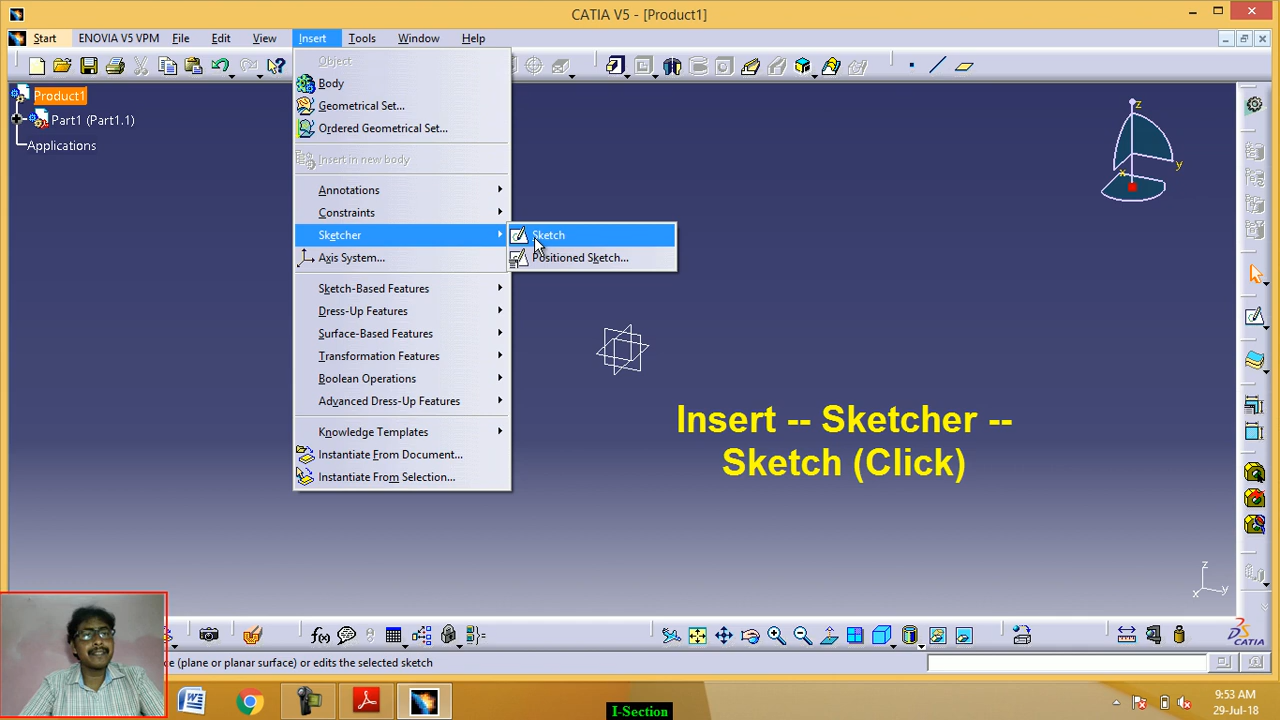 CATIA V5 - [Product1]
Start ENOVIA V5 VPM File Edit View Insert Tools Window Help
Product1
Part1 (Part1.1)
Applications
Object
Body
Geometrical Set...
Ordered Geometrical Set...
Insert in new body
Annotations
Constraints
Sketcher
Axis System...
Sketch-Based Features
Dress-Up Features
Surface-Based Features
Transformation Features
Boolean Operations
Advanced Dress-Up Features
Knowledge Templates
Instantiate From Document...
Instantiate From Selection...
Sketch
Positioned Sketch...
z
y
x
Insert -- Sketcher --
Sketch (Click)
z
x y
f(x)
CATIA
(plane or planar surface) or edits the selected sketch
9:53 AM
29-Jul-18
I-Section